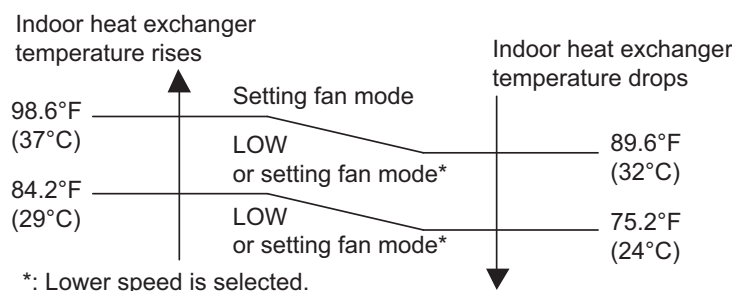 Indoor heat exchanger
temperature rises
Indoor heat exchanger
temperature drops
98.6°F
(37°C)
Setting fan mode
89.6°F
(32°C)
LOW
or setting fan mode*
84.2°F
(29°C)
LOW
or setting fan mode*
75.2°F
(24°C)
*: Lower speed is selected.